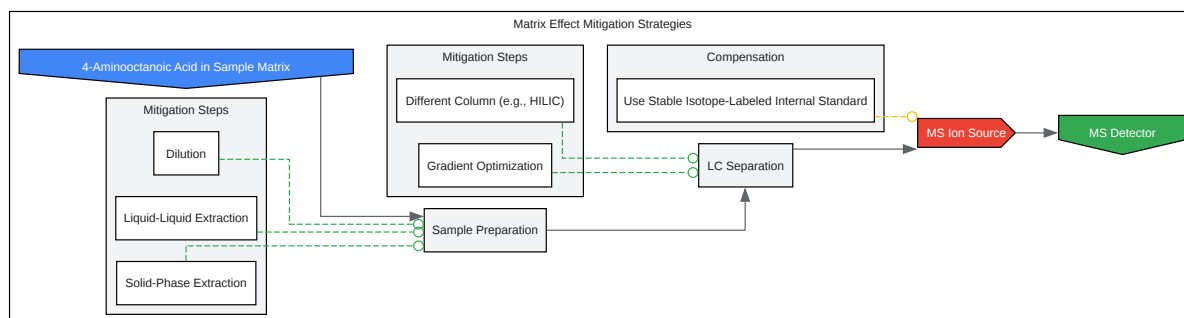 Matrix Effect Mitigation Strategies
4-Aminooctanoic Acid in Sample Matrix
Mitigation Steps
Dilution
Liquid-Liquid Extraction
Solid-Phase Extraction
Mitigation Steps
Different Column (e.g., HILIC)
Gradient Optimization
Sample Preparation
Compensation
Use Stable Isotope-Labeled Internal Standard
LC Separation
MS Ion Source
MS Detector